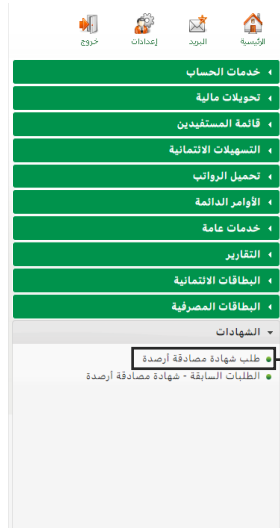 الرئيسية البريد إعدادات خروج
خدمات الحساب
تحويلات مالية
قائمة المستفيدين
التسهيلات الائتمانية
تحميل الرواتب
الأوامر الدائمة
خدمات عامة
التقارير
البطاقات الائتمانية
البطاقات المصرفية
الشهادات
طلب شهادة مصادقة أرصدة
الطلبات السابقة - شهادة مصادقة أرصدة